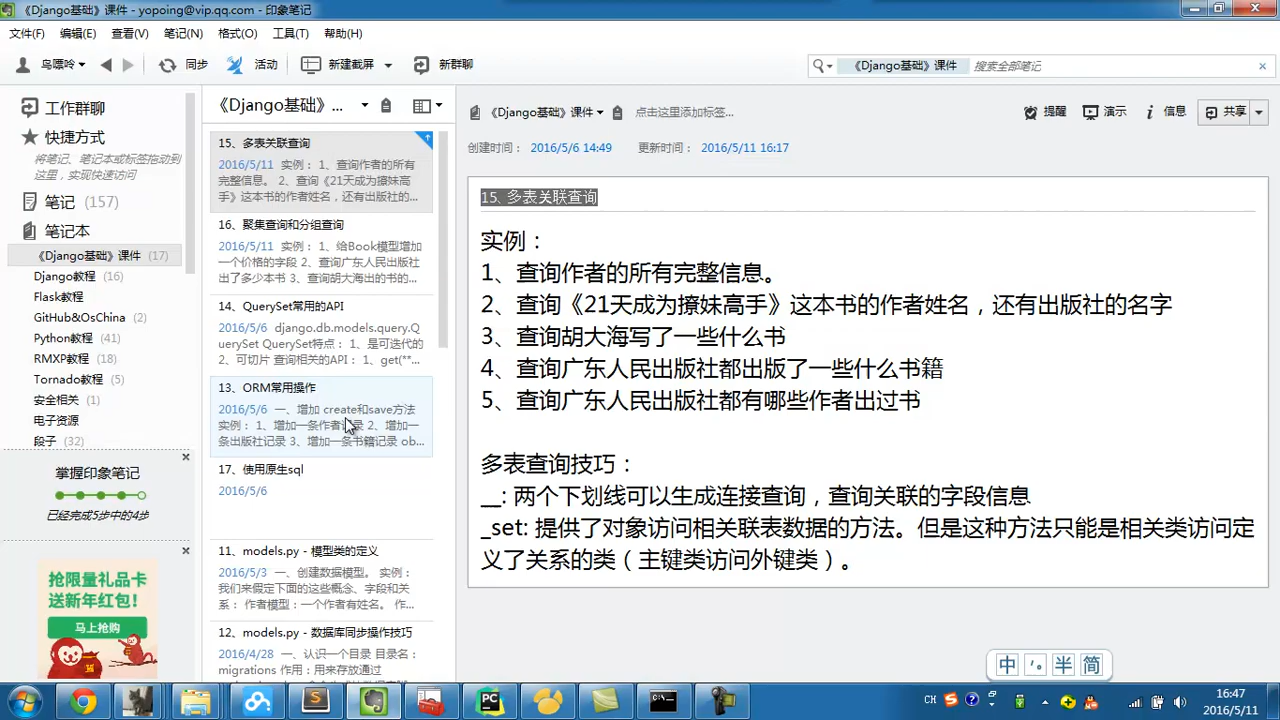 《Django基础》课件 - yopoing@vip.qq.com - 印象笔记
文件(F) 编辑(E) 查看(V) 笔记(N) 格式(O) 工具(T) 帮助(H)
鸟嘌呤 同步 活动 新建截屏 新群聊 《Django基础》课件 搜索全部笔记
工作群聊
快捷方式
将笔记、笔记本或标签拖动到
这里，实现快速访问
笔记 (157)
笔记本
《Django基础》课件 (17)
Django教程 (16)
Flask教程
GitHub&OsChina (2)
Python教程 (41)
RMXP教程 (18)
Tornado教程 (5)
安全相关 (1)
电子资源
段子 (32)
掌握印象笔记
已经完成5步中的4步
抢限量礼品卡
送新年红包!
马上抢购
《Django基础》...
15、多表关联查询
2016/5/11 实例： 1、查询作者的所有
完整信息。 2、查询《21天成为撩妹高
手》这本书的作者姓名，还有出版社的...
16、聚集查询和分组查询
2016/5/11 实例： 1、给Book模型增加
一个价格的字段 2、查询广东人民出版社
出了多少本书 3、查询胡大海出的书的...
14、QuerySet常用的API
2016/5/6 django.db.models.query.Q
uerySet QuerySet特点： 1、是可迭代的
2、可切片 查询相关的API： 1、get(**...
13、ORM常用操作
2016/5/6 一、增加 create和save方法
实例： 1、增加一条作者记录 2、增加一
条出版社记录 3、增加一条书籍记录 ob...
17、使用原生sql
2016/5/6
11、models.py - 模型类的定义
2016/5/3 一、创建数据模型。 实例：
我们来假定下面的这些概念、字段和关
系： 作者模型：一个作者有姓名。 作...
12、models.py - 数据库同步操作技巧
2016/4/28 一、认识一个目录 目录名：
migrations 作用：用来存放通过
《Django基础》课件 点击这里添加标签... 提醒 演示 信息 共享
创建时间： 2016/5/6 14:49 更新时间： 2016/5/11 16:17
15、多表关联查询
实例：
1、查询作者的所有完整信息。
2、查询《21天成为撩妹高手》这本书的作者姓名，还有出版社的名字
3、查询胡大海写了一些什么书
4、查询广东人民出版社都出版了一些什么书籍
5、查询广东人民出版社都有哪些作者出过书
多表查询技巧：
__: 两个下划线可以生成连接查询，查询关联的字段信息
_set: 提供了对象访问相关联表数据的方法。但是这种方法只能是相关类访问定
义了关系的类（主键类访问外键类）。
中 半 简
CH
16:47
2016/5/11